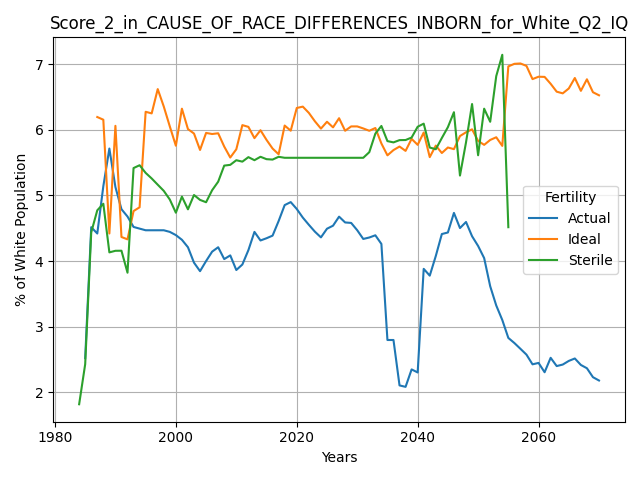 Score_2_in_CAUSE_OF_RACE_DIFFERENCES_INBORN_for_White_Q2_IQ
% of White Population
7
6
5
4
3
2
Fertility
Actual
Ideal
Sterile
1980
2000
2020
2040
2060
Years